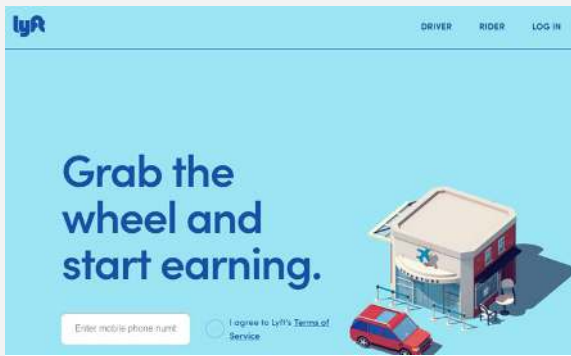 lyft
DRIVER RIDER LOG IN
Grab the
wheel and
start earning.
Enter mobile phone numb
I agree to Lyft's Terms of
Service